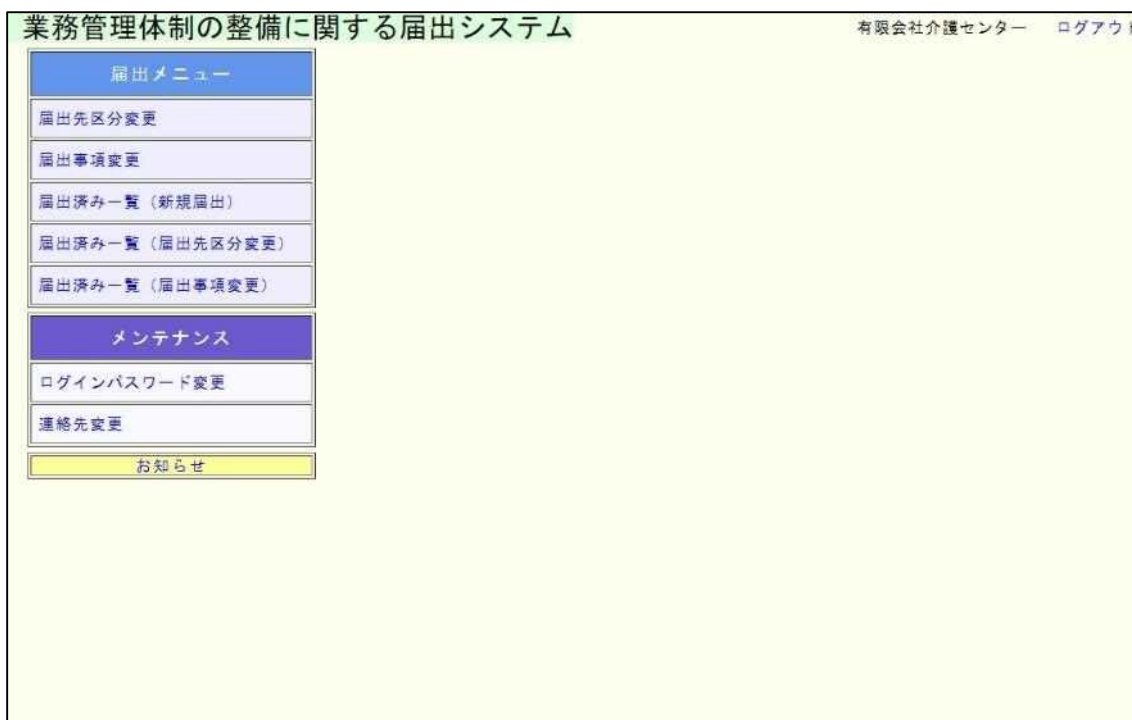 業務管理体制の整備に関する届出システム
有限会社介護センター ログアウ
届出メニュー
届出先区分変更
届出事項変更
届出済み一覧（新規届出）
届出済み一覧（届出先区分変更）
届出済み一覧（届出事項変更）
メンテナンス
ログインパスワード変更
連絡先変更
お知らせ